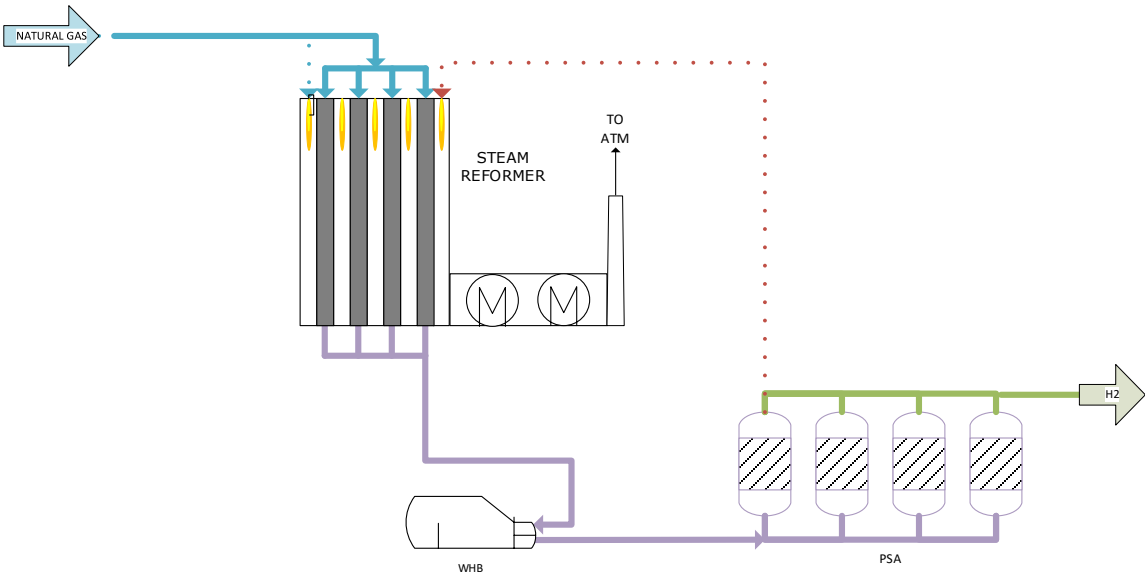 NATURAL GAS
TO
ATM
STEAM
REFORMER
H2
PSA
WHB